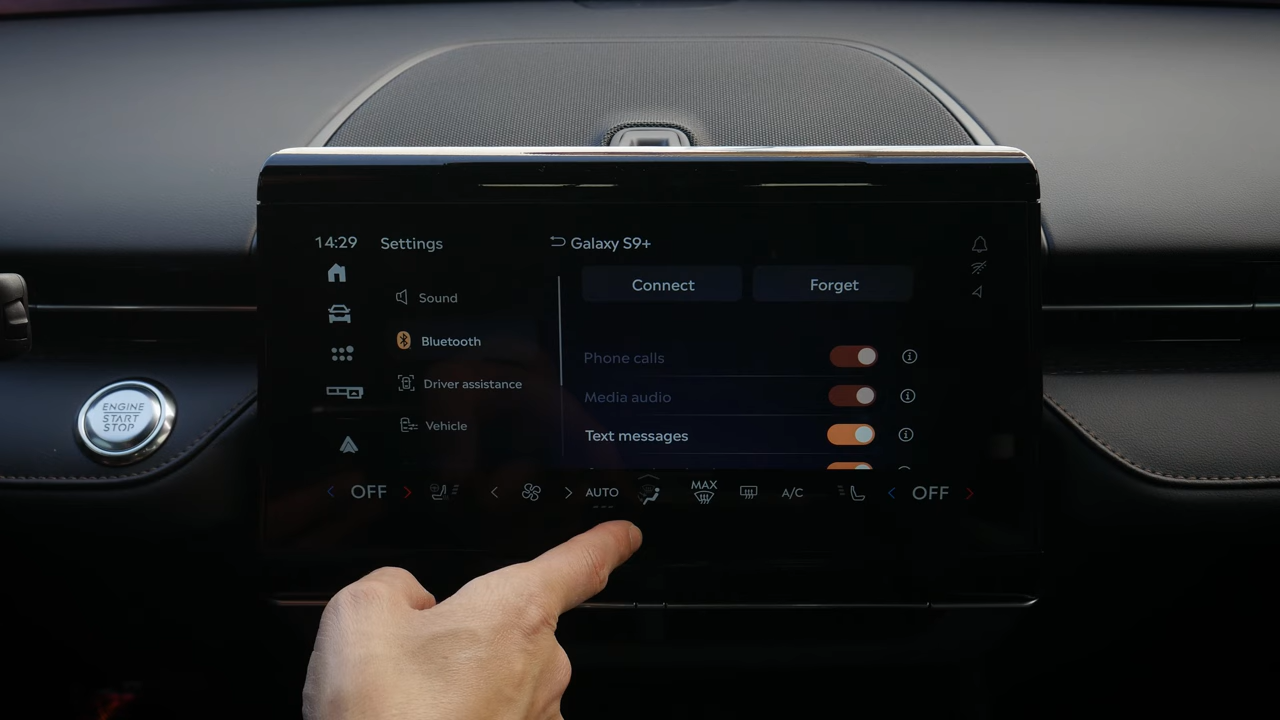 14:29 Settings Galaxy S9+
Connect Forget
Sound
Bluetooth
Driver assistance
Vehicle
Phone calls
Media audio
Text messages
OFF AUTO MAX A/C OFF
ENGINE
START
STOP